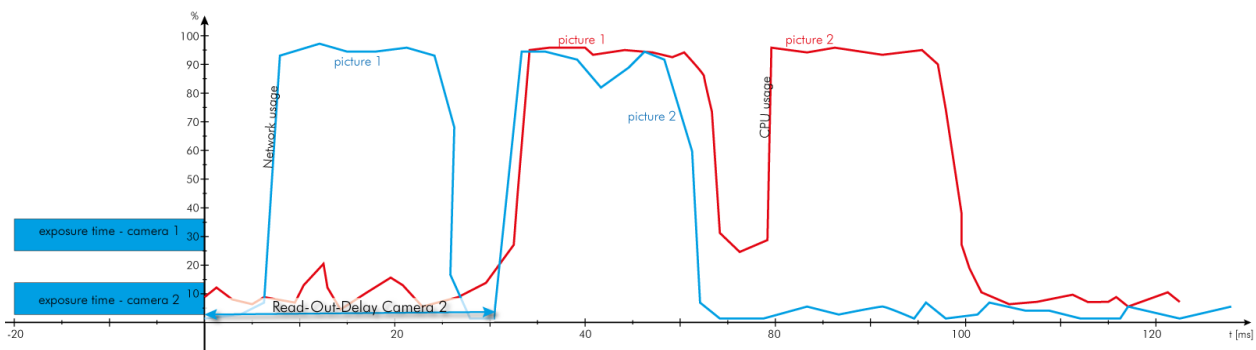 %
100
90
80
70
60
50
40
30
20
10
picture 1
Network usage
picture 1
picture 2
picture 2
CPU usage
exposure time - camera 1
exposure time - camera 2
Read-Out-Delay Camera 2
-20
20
40
60
80
100
120
t [ms]